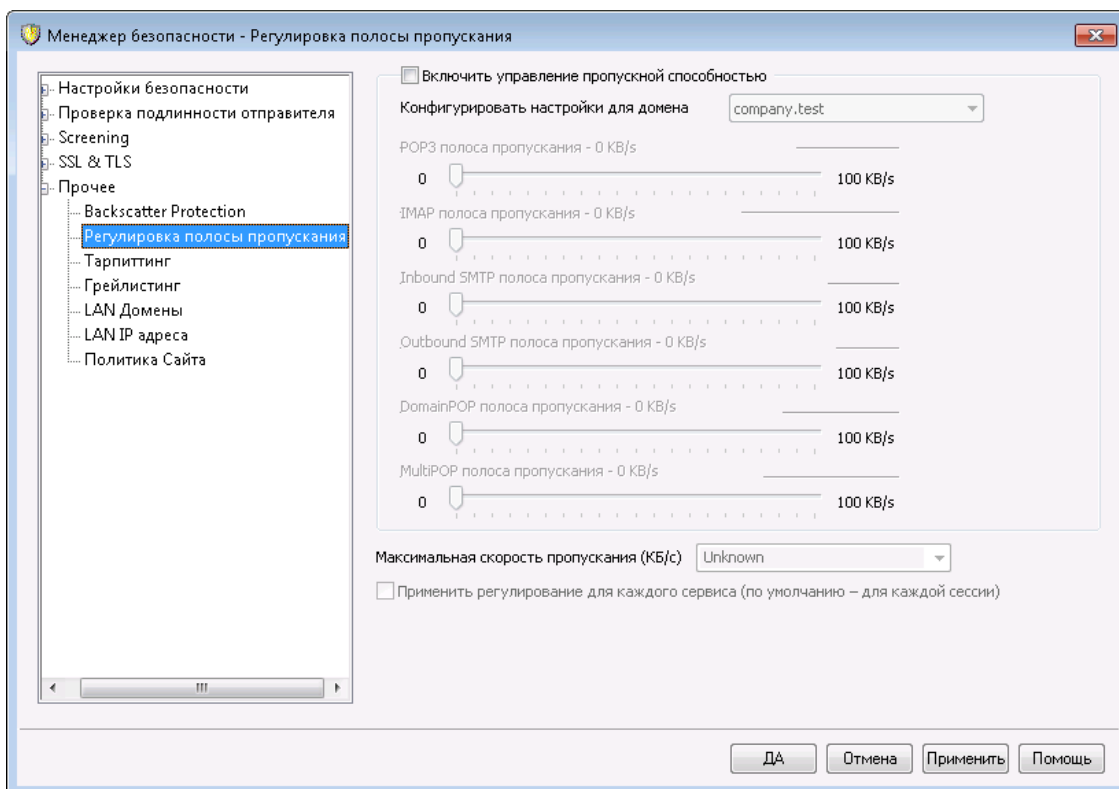 Менеджер безопасности - Регулировка полосы пропускания
Настройки безопасности
Проверка подлинности отправителя
Screening
SSL & TLS
Прочее
Backscatter Protection
Регулировка полосы пропускания
Тарпиттинг
Грейлистинг
LAN Домены
LAN IP адреса
Политика Сайта
Включить управление пропускной способностью
Конфигурировать настройки для домена company.test
POP3 полоса пропускания - 0 KB/s
0 100 KB/s
IMAP полоса пропускания - 0 KB/s
0 100 KB/s
Inbound SMTP полоса пропускания - 0 KB/s
0 100 KB/s
Outbound SMTP полоса пропускания - 0 KB/s
0 100 KB/s
DomainPOP полоса пропускания - 0 KB/s
0 100 KB/s
MultiPOP полоса пропускания - 0 KB/s
0 100 KB/s
Максимальная скорость пропускания (КБ/с) Unknown
Применить регулирование для каждого сервиса (по умолчанию – для каждой сессии)
ДА Отмена Применить Помощь